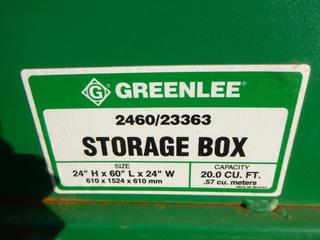 G GREENLEE®
2460/23363
STORAGE BOX
SIZE CAPACITY
24" H x 60" L x 24" W 20.0 CU. FT.
610 x 1524 x 610 mm .57 cu. meters